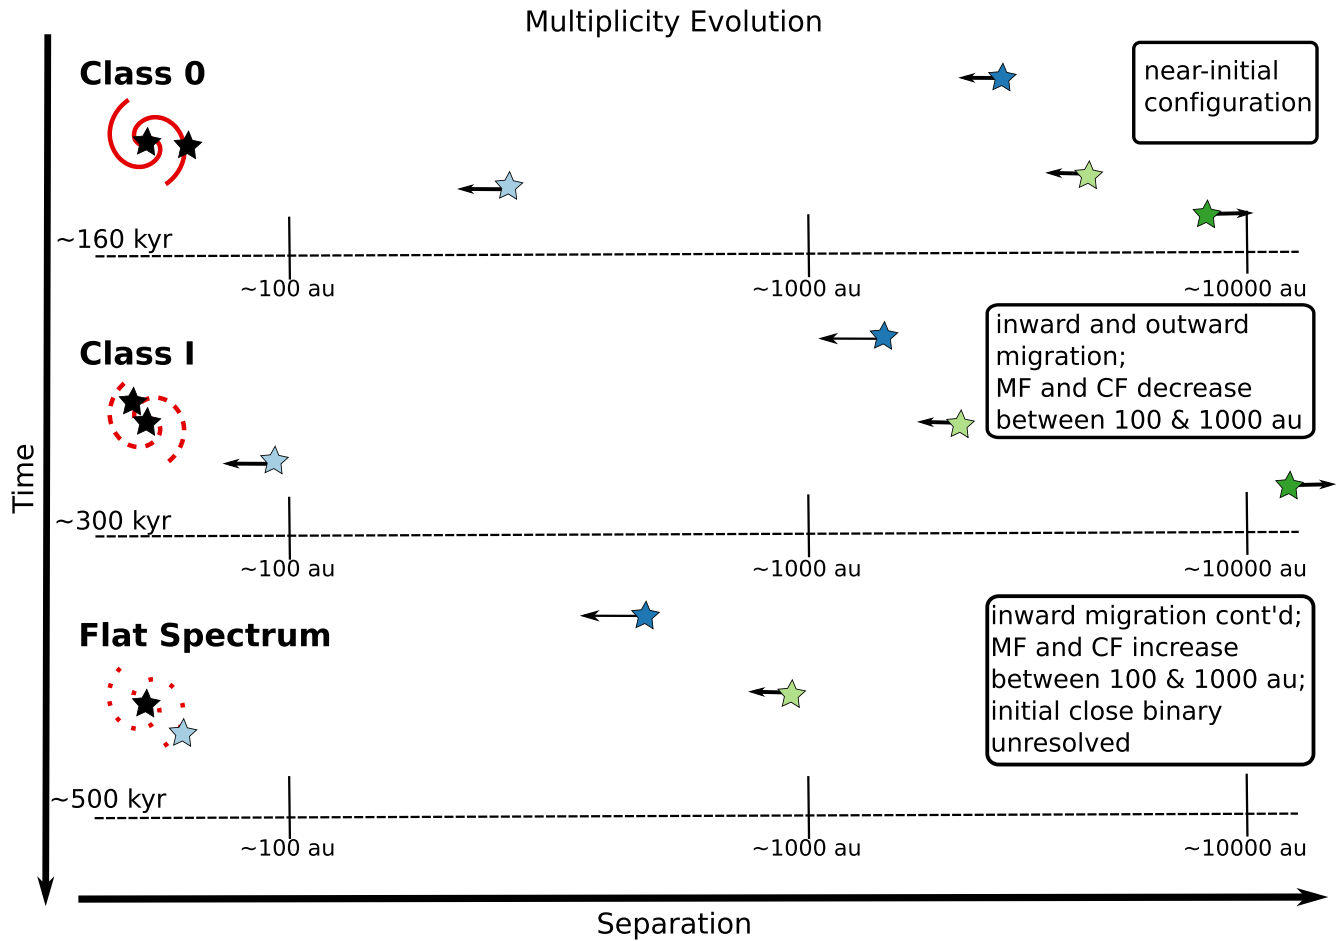 Multiplicity Evolution
Class 0
near-initial
configuration
~160 kyr
~100 au
~1000 au
~10000 au
Class I
inward and outward
migration;
MF and CF decrease
between 100 & 1000 au
Time
~300 kyr
~100 au
~1000 au
~10000 au
Flat Spectrum
inward migration cont'd;
MF and CF increase
between 100 & 1000 au;
initial close binary
unresolved
~500 kyr
~100 au
~1000 au
~10000 au
Separation